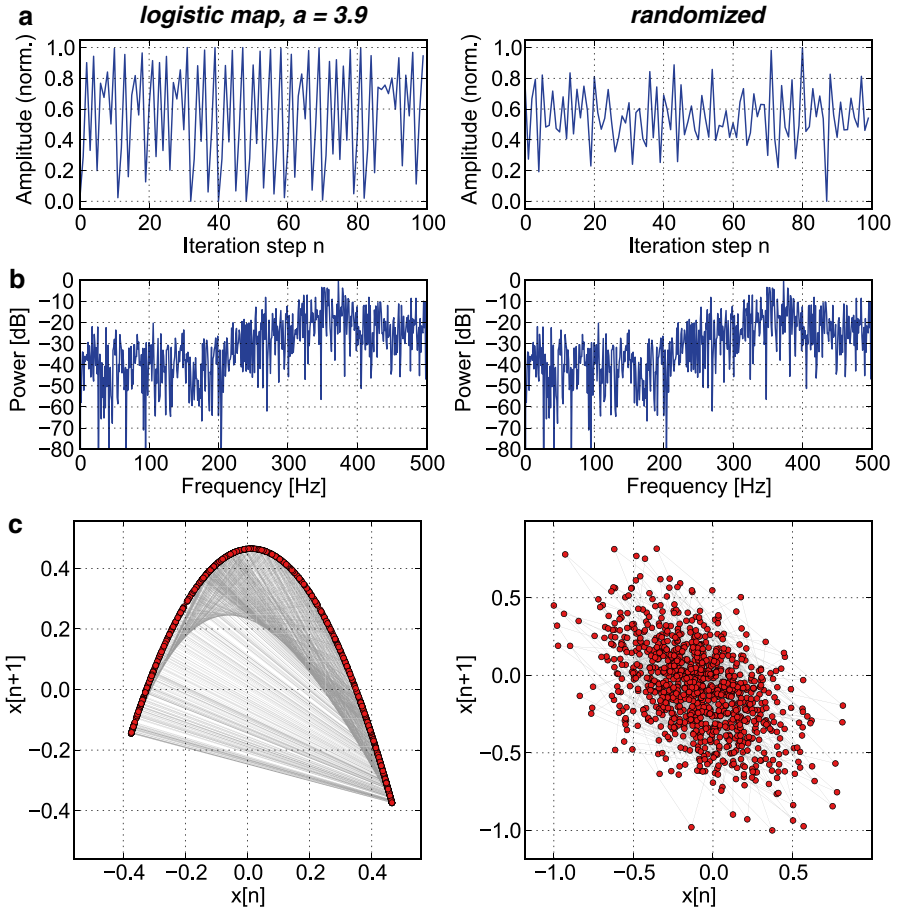 a
logistic map, a = 3.9
randomized
Amplitude (norm.)
1.0
0.8
0.6
0.4
0.2
0.0
0 20 40 60 80 100
Iteration step n
Amplitude (norm.)
1.0
0.8
0.6
0.4
0.2
0.0
0 20 40 60 80 100
Iteration step n
b
Power [dB]
0
−10
−20
−30
−40
−50
−60
−70
−80
0 100 200 300 400 500
Frequency [Hz]
Power [dB]
0
−10
−20
−30
−40
−50
−60
−70
−80
0 100 200 300 400 500
Frequency [Hz]
c
x[n+1]
0.4
0.2
0.0
−0.2
−0.4
−0.4 −0.2 0.0 0.2 0.4
x[n]
x[n+1]
0.5
0.0
−0.5
−1.0
−1.0 −0.5 0.0 0.5
x[n]